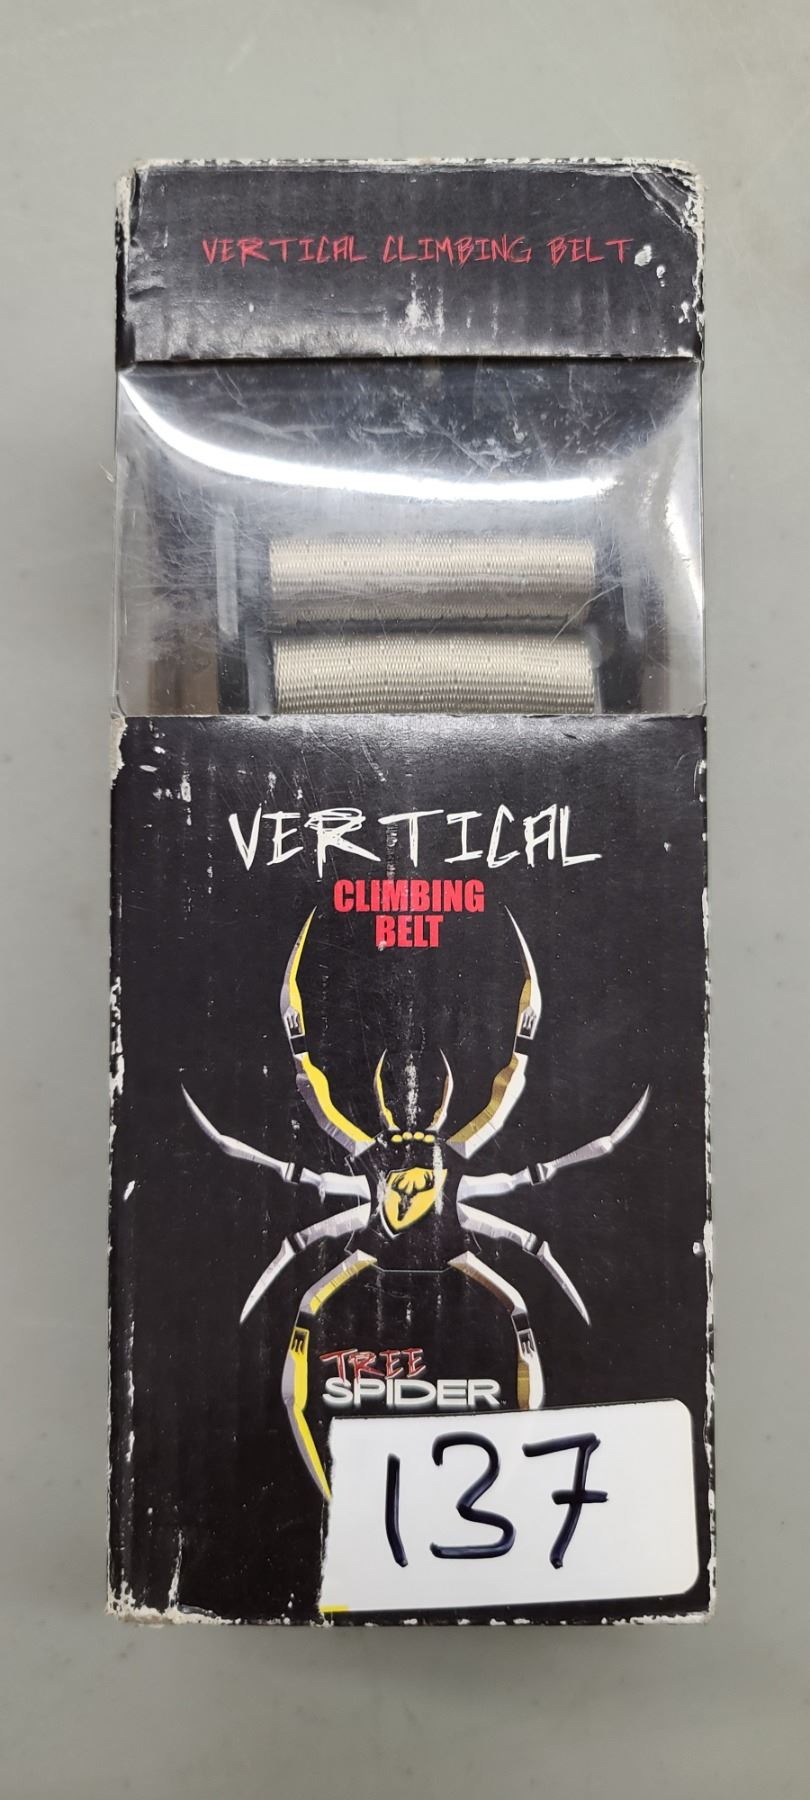 VERTICAL CLIMBING BELT
VERTICAL
CLIMBING
BELT
TREE
SPIDER
137